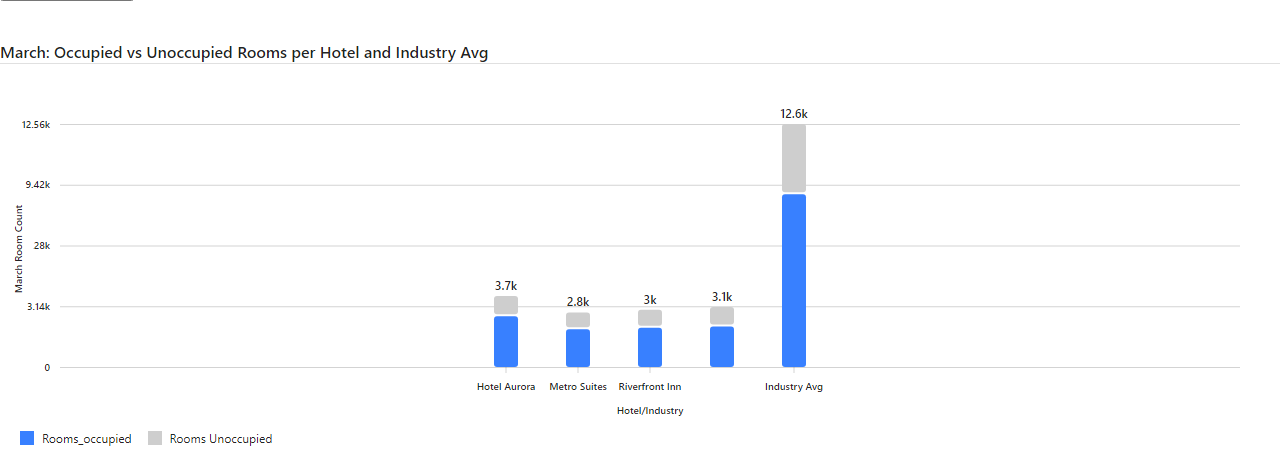 March: Occupied vs Unoccupied Rooms per Hotel and Industry Avg
12.6k
12.56k
9.42k
28k
3.14k
0
March Room Count
3.7k
2.8k
3k
3.1k
Hotel Aurora
Metro Suites
Riverfront Inn
Industry Avg
Hotel/Industry
Rooms_occupied
Rooms Unoccupied